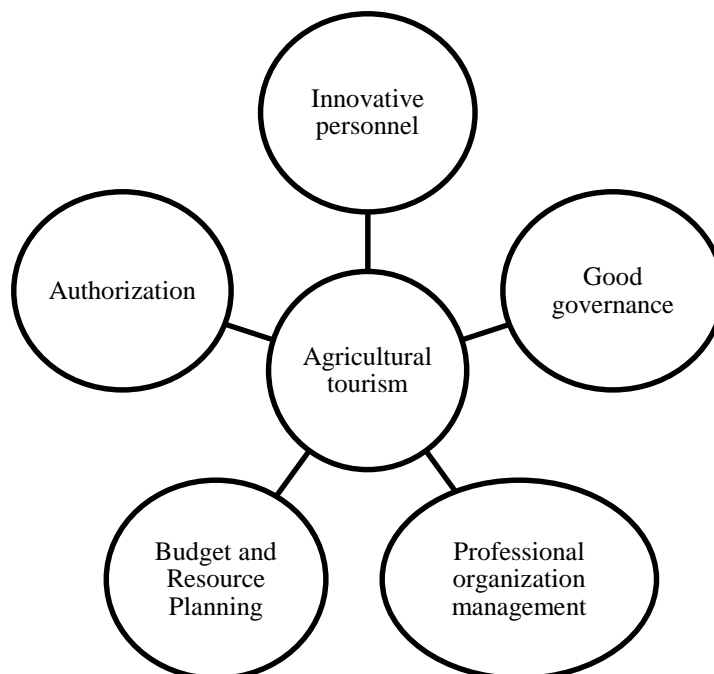 Innovative
personnel
Good
governance
Authorization
Agricultural
tourism
Budget and
Resource
Planning
Professional
organization
management